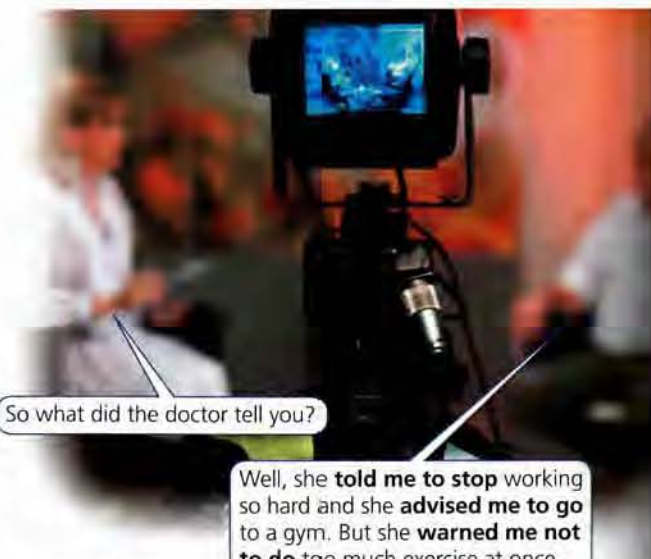 So what did the doctor tell you?
Well, she told me to stop working
so hard and she advised me to go
to a gym. But she warned me not
to do too much exercise at once.